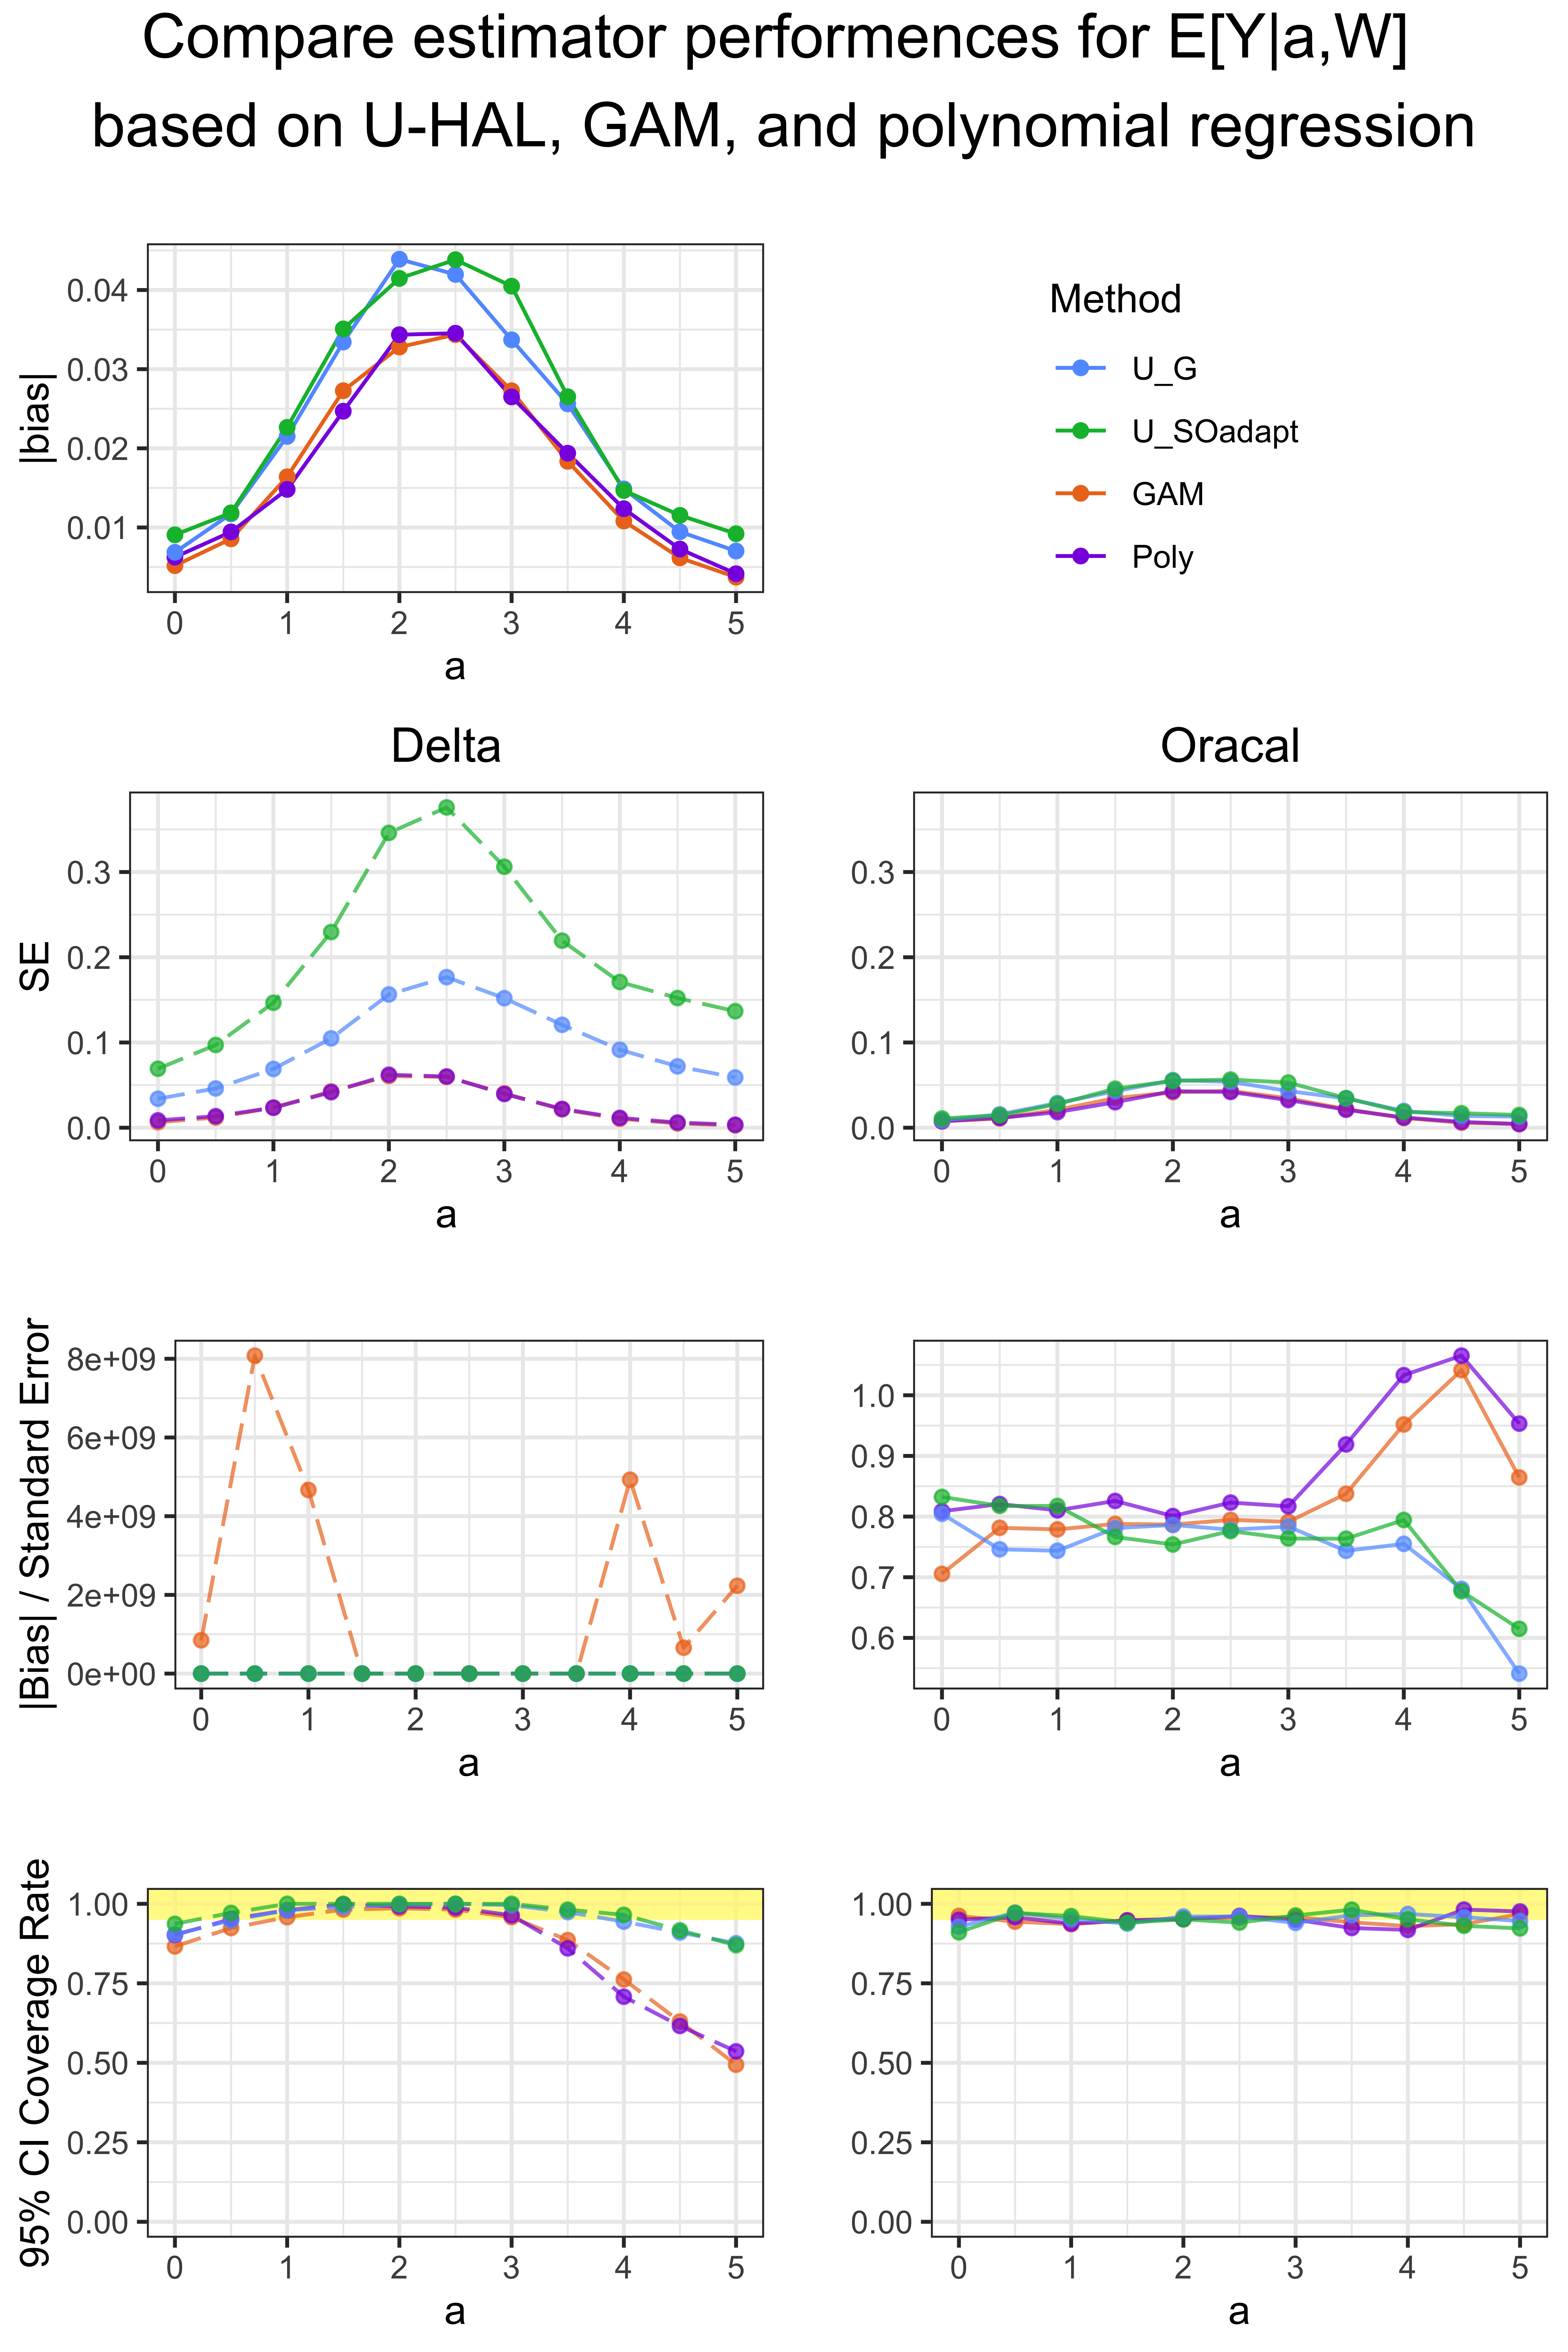 Compare estimator performences for E[Y|a,W]
based on U-HAL, GAM, and polynomial regression
|bias|
0.04
0.03
0.02
0.01
0 1 2 3 4 5
a
Method
U_G
U_SOadapt
GAM
Poly
Delta
SE
0.3
0.2
0.1
0.0
0 1 2 3 4 5
a
Oracal
0.3
0.2
0.1
0.0
0 1 2 3 4 5
a
|Bias| / Standard Error
8e+09
6e+09
4e+09
2e+09
0e+00
0 1 2 3 4 5
a
1.0
0.9
0.8
0.7
0.6
0 1 2 3 4 5
a
95% CI Coverage Rate
1.00
0.75
0.50
0.25
0.00
0 1 2 3 4 5
a
1.00
0.75
0.50
0.25
0.00
0 1 2 3 4 5
a